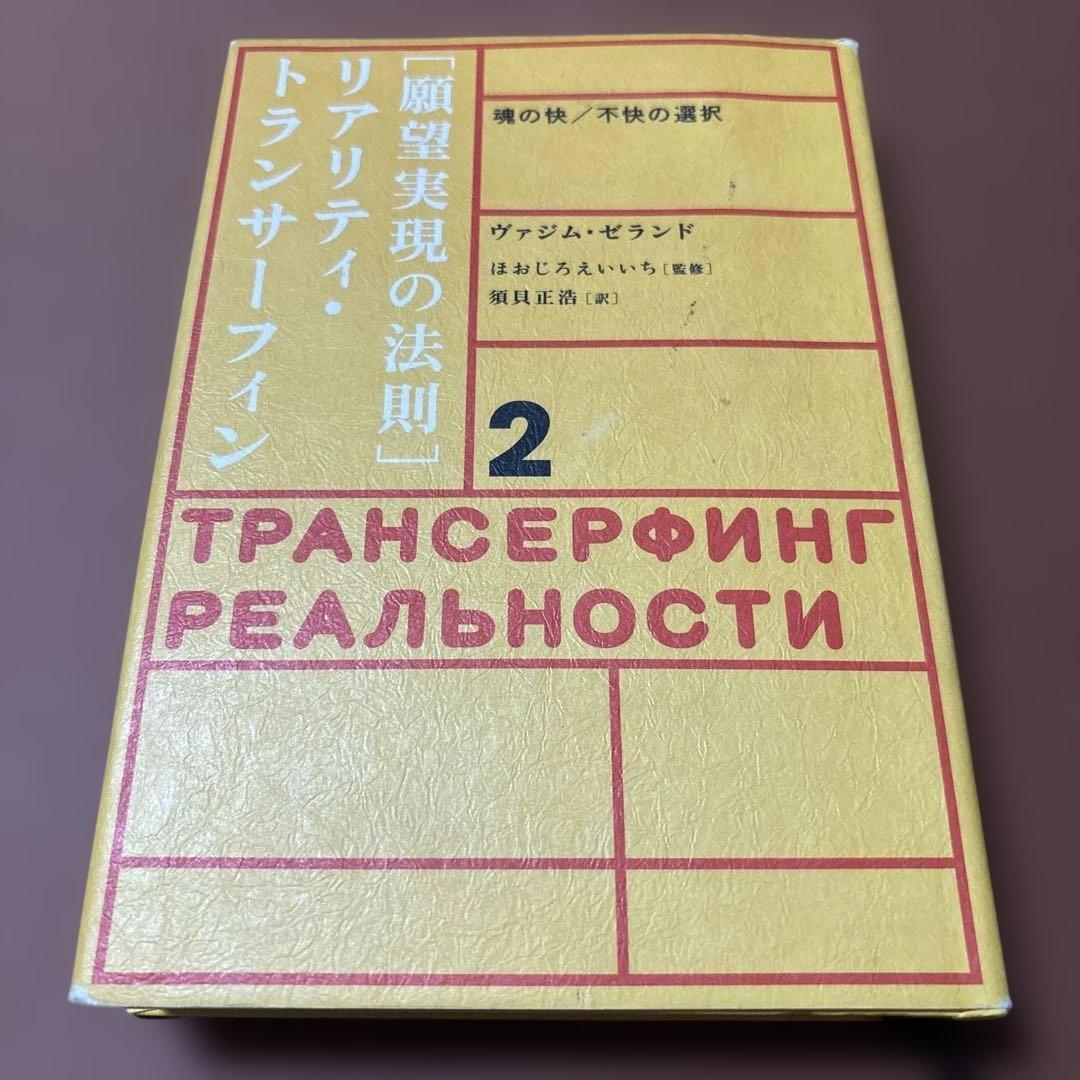 [願望実現の法則]
リアリティ・
トランサーフィン
魂の快／不快の選択
ヴァジム・ゼランド
ほおじろえいいち[監修]
須貝正浩[訳]
2
ТРАНСЕРФИНГ
РЕАЛЬНОСТИ